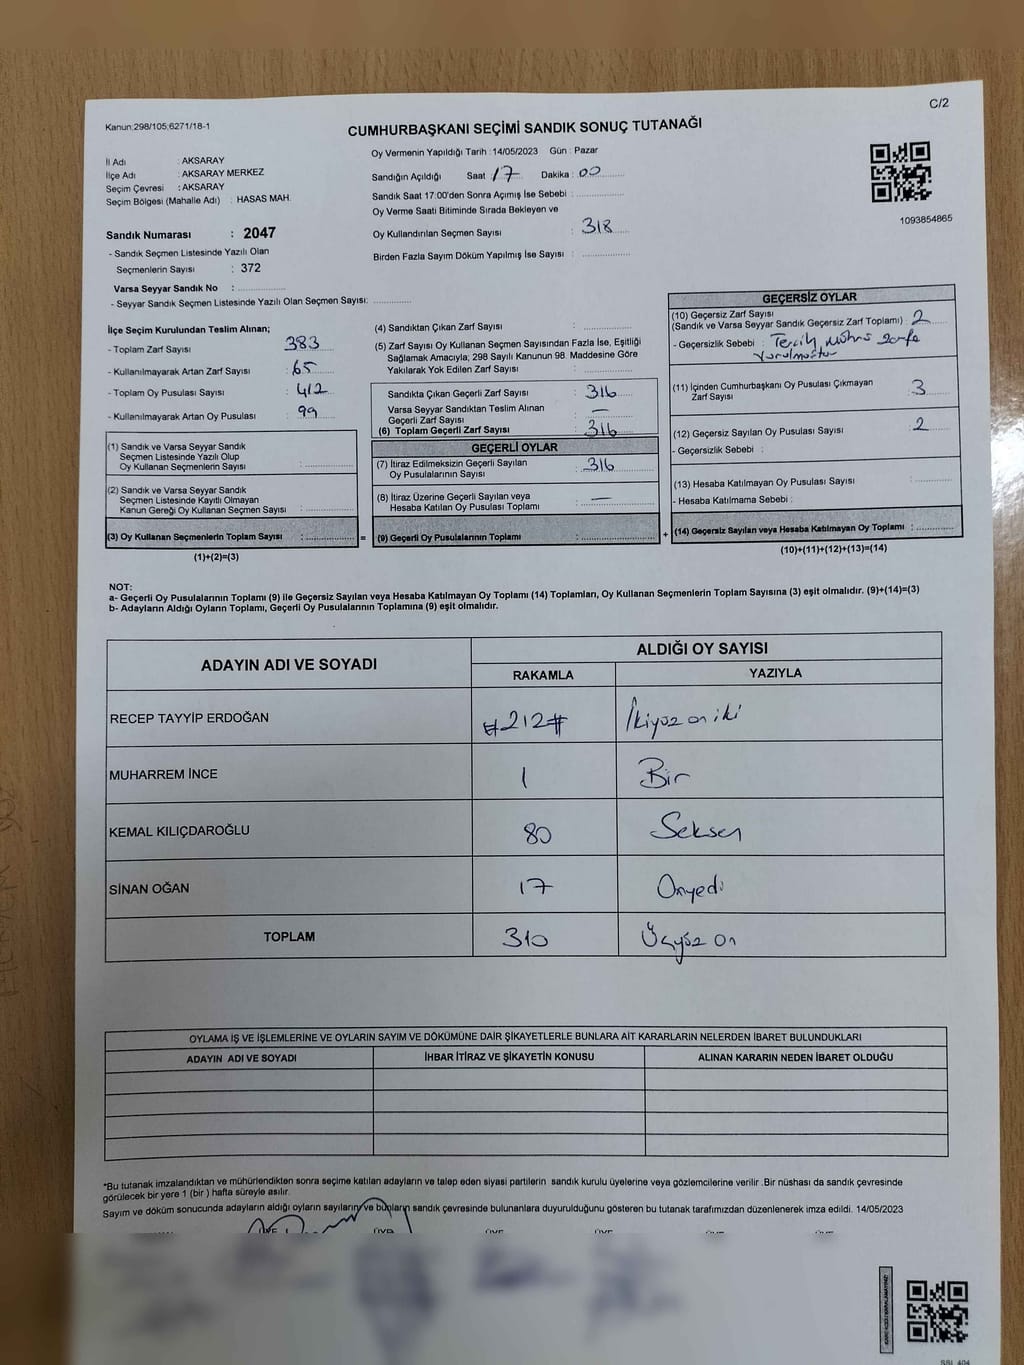 C/2
Kanun:298/105;6271/18-1
CUMHURBAŞKANI SEÇİMİ SANDIK SONUÇ TUTANAĞI
İl Adı : AKSARAY
İlçe Adı : AKSARAY MERKEZ
Seçim Çevresi : AKSARAY
Seçim Bölgesi (Mahalle Adı) : HASAS MAH.
Sandık Numarası : 2047
- Sandık Seçmen Listesinde Yazılı Olan
Seçmenlerin Sayısı : 372
Varsa Seyyar Sandık No :
- Seyyar Sandık Seçmen Listesinde Yazılı Olan Seçmen Sayısı:
Oy Vermenin Yapıldığı Tarih : 14/05/2023 Gün : Pazar
Sandığın Açıldığı Saat : 17 Dakika : 00
Sandık Saat 17:00'den Sonra Açımış İse Sebebi :
Oy Verme Saati Bitiminde Sırada Bekleyen ve
Oy Kullandırılan Seçmen Sayısı : 318
Birden Fazla Sayım Döküm Yapılmış İse Sayısı :
1093854865
İlçe Seçim Kurulundan Teslim Alınan;
- Toplam Zarf Sayısı : 383
- Kullanılmayarak Artan Zarf Sayısı : 65
- Toplam Oy Pusulası Sayısı : 412
- Kullanılmayarak Artan Oy Pusulası : 99
(1) Sandık ve Varsa Seyyar Sandık
Seçmen Listesinde Yazılı Olup
Oy Kullanan Seçmenlerin Sayısı :
(2) Sandık ve Varsa Seyyar Sandık
Seçmen Listesinde Kayıtlı Olmayan
Kanun Gereği Oy Kullanan Seçmen Sayısı :
(3) Oy Kullanan Seçmenlerin Toplam Sayısı :
(1)+(2)=(3)
(4) Sandıktan Çıkan Zarf Sayısı :
(5) Zarf Sayısı Oy Kullanan Seçmen Sayısından Fazla İse, Eşitliği
Sağlamak Amacıyla; 298 Sayılı Kanunun 98. Maddesine Göre
Yakılarak Yok Edilen Zarf Sayısı :
Sandıkta Çıkan Geçerli Zarf Sayısı : 316
Varsa Seyyar Sandıktan Teslim Alınan
Geçerli Zarf Sayısı : —
(6) Toplam Geçerli Zarf Sayısı : 316
GEÇERLİ OYLAR
(7) İtiraz Edilmeksizin Geçerli Sayılan
Oy Pusulalarının Sayısı : 316
(8) İtiraz Üzerine Geçerli Sayılan veya
Hesaba Katılan Oy Pusulası Toplamı : —
= (9) Geçerli Oy Pusulalarının Toplamı :
GEÇERSİZ OYLAR
(10) Geçersiz Zarf Sayısı
(Sandık ve Varsa Seyyar Sandık Geçersiz Zarf Toplamı) : 2
- Geçersizlik Sebebi : Tercih mührü zarfa
vurulmuştur
(11) İçinden Cumhurbaşkanı Oy Pusulası Çıkmayan
Zarf Sayısı : 3
(12) Geçersiz Sayılan Oy Pusulası Sayısı : 2
- Geçersizlik Sebebi :
(13) Hesaba Katılmayan Oy Pusulası Sayısı :
- Hesaba Katılmama Sebebi :
+ (14) Geçersiz Sayılan veya Hesaba Katılmayan Oy Toplamı :
(10)+(11)+(12)+(13)=(14)
NOT:
a- Geçerli Oy Pusulalarının Toplamı (9) ile Geçersiz Sayılan veya Hesaba Katılmayan Oy Toplamı (14) Toplamları, Oy Kullanan Seçmenlerin Toplam Sayısına (3) eşit olmalıdır. (9)+(14)=(3)
b- Adayların Aldığı Oyların Toplamı, Geçerli Oy Pusulalarının Toplamına (9) eşit olmalıdır.
ADAYIN ADI VE SOYADI
ALDIĞI OY SAYISI
RAKAMLA YAZIYLA
RECEP TAYYİP ERDOĞAN #212# İkiyüz on iki
MUHARREM İNCE 1 Bir
KEMAL KILIÇDAROĞLU 80 Seksen
SİNAN OĞAN 17 Onyedi
TOPLAM 310 Üçyüz on
OYLAMA İŞ VE İŞLEMLERİNE VE OYLARIN SAYIM VE DÖKÜMÜNE DAİR ŞİKAYETLERLE BUNLARA AİT KARARLARIN NELERDEN İBARET BULUNDUKLARI
ADAYIN ADI VE SOYADI İHBAR İTİRAZ VE ŞİKAYETİN KONUSU ALINAN KARARIN NEDEN İBARET OLDUĞU
*Bu tutanak imzalandıktan ve mühürlendikten sonra seçime katılan adayların ve talep eden siyasi partilerin sandık kurulu üyelerine veya gözlemcilerine verilir .Bir nüshası da sandık çevresinde
görülecek bir yere 1 (bir ) hafta süreyle asılır.
Sayım ve döküm sonucunda adayların aldığı oyların sayılarını ve bunların sandık çevresinde bulunanlara duyurulduğunu gösteren bu tutanak tarafımızdan düzenlenerek imza edildi. 14/05/2023